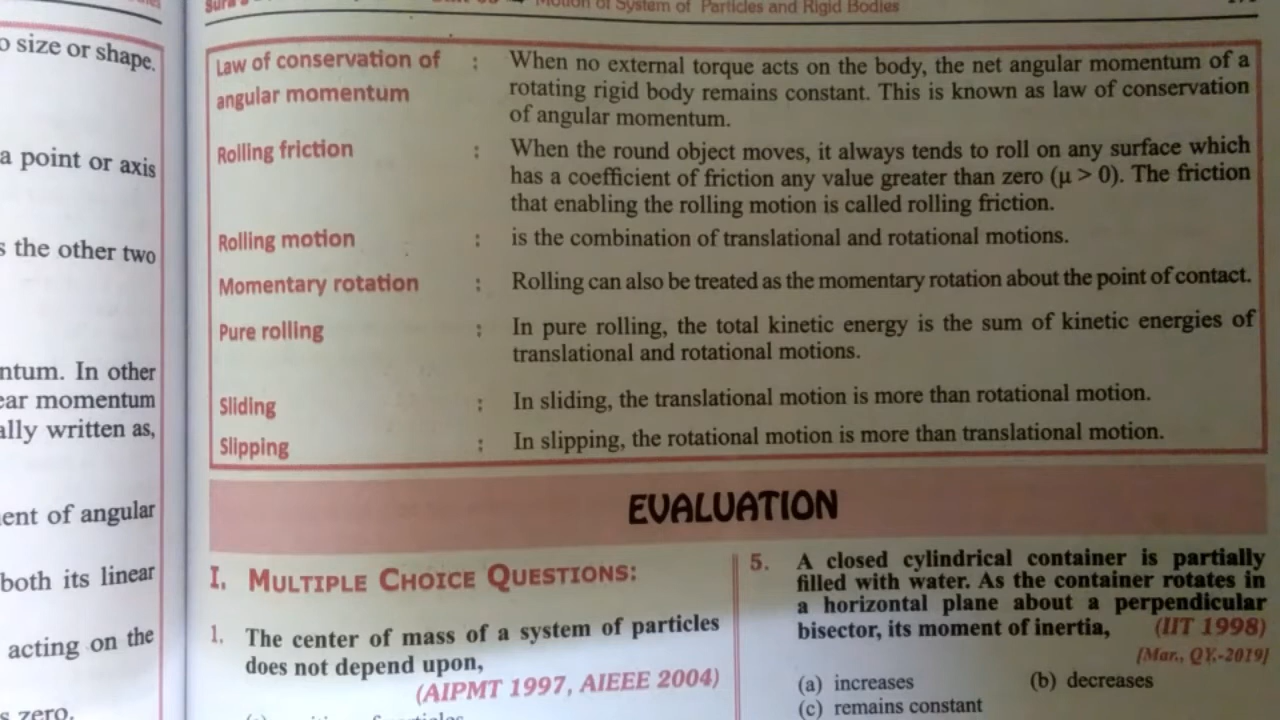 o size or shape.
a point or axis
s the other two
ntum. In other
ear momentum
ally written as,
ent of angular
both its linear
acting on the
s zero.
Motion of System of Particles and Rigid Bodies
Law of conservation of angular momentum : When no external torque acts on the body, the net angular momentum of a
rotating rigid body remains constant. This is known as law of conservation
of angular momentum.
Rolling friction : When the round object moves, it always tends to roll on any surface which
has a coefficient of friction any value greater than zero (μ > 0). The friction
that enabling the rolling motion is called rolling friction.
Rolling motion : is the combination of translational and rotational motions.
Momentary rotation : Rolling can also be treated as the momentary rotation about the point of contact.
Pure rolling : In pure rolling, the total kinetic energy is the sum of kinetic energies of
translational and rotational motions.
Sliding : In sliding, the translational motion is more than rotational motion.
Slipping : In slipping, the rotational motion is more than translational motion.
EVALUATION
I. MULTIPLE CHOICE QUESTIONS:
1. The center of mass of a system of particles
does not depend upon,
(AIPMT 1997, AIEEE 2004)
5. A closed cylindrical container is partially
filled with water. As the container rotates in
a horizontal plane about a perpendicular
bisector, its moment of inertia, (IIT 1998)
[Mar., QY.-2019]
(a) increases (b) decreases
(c) remains constant